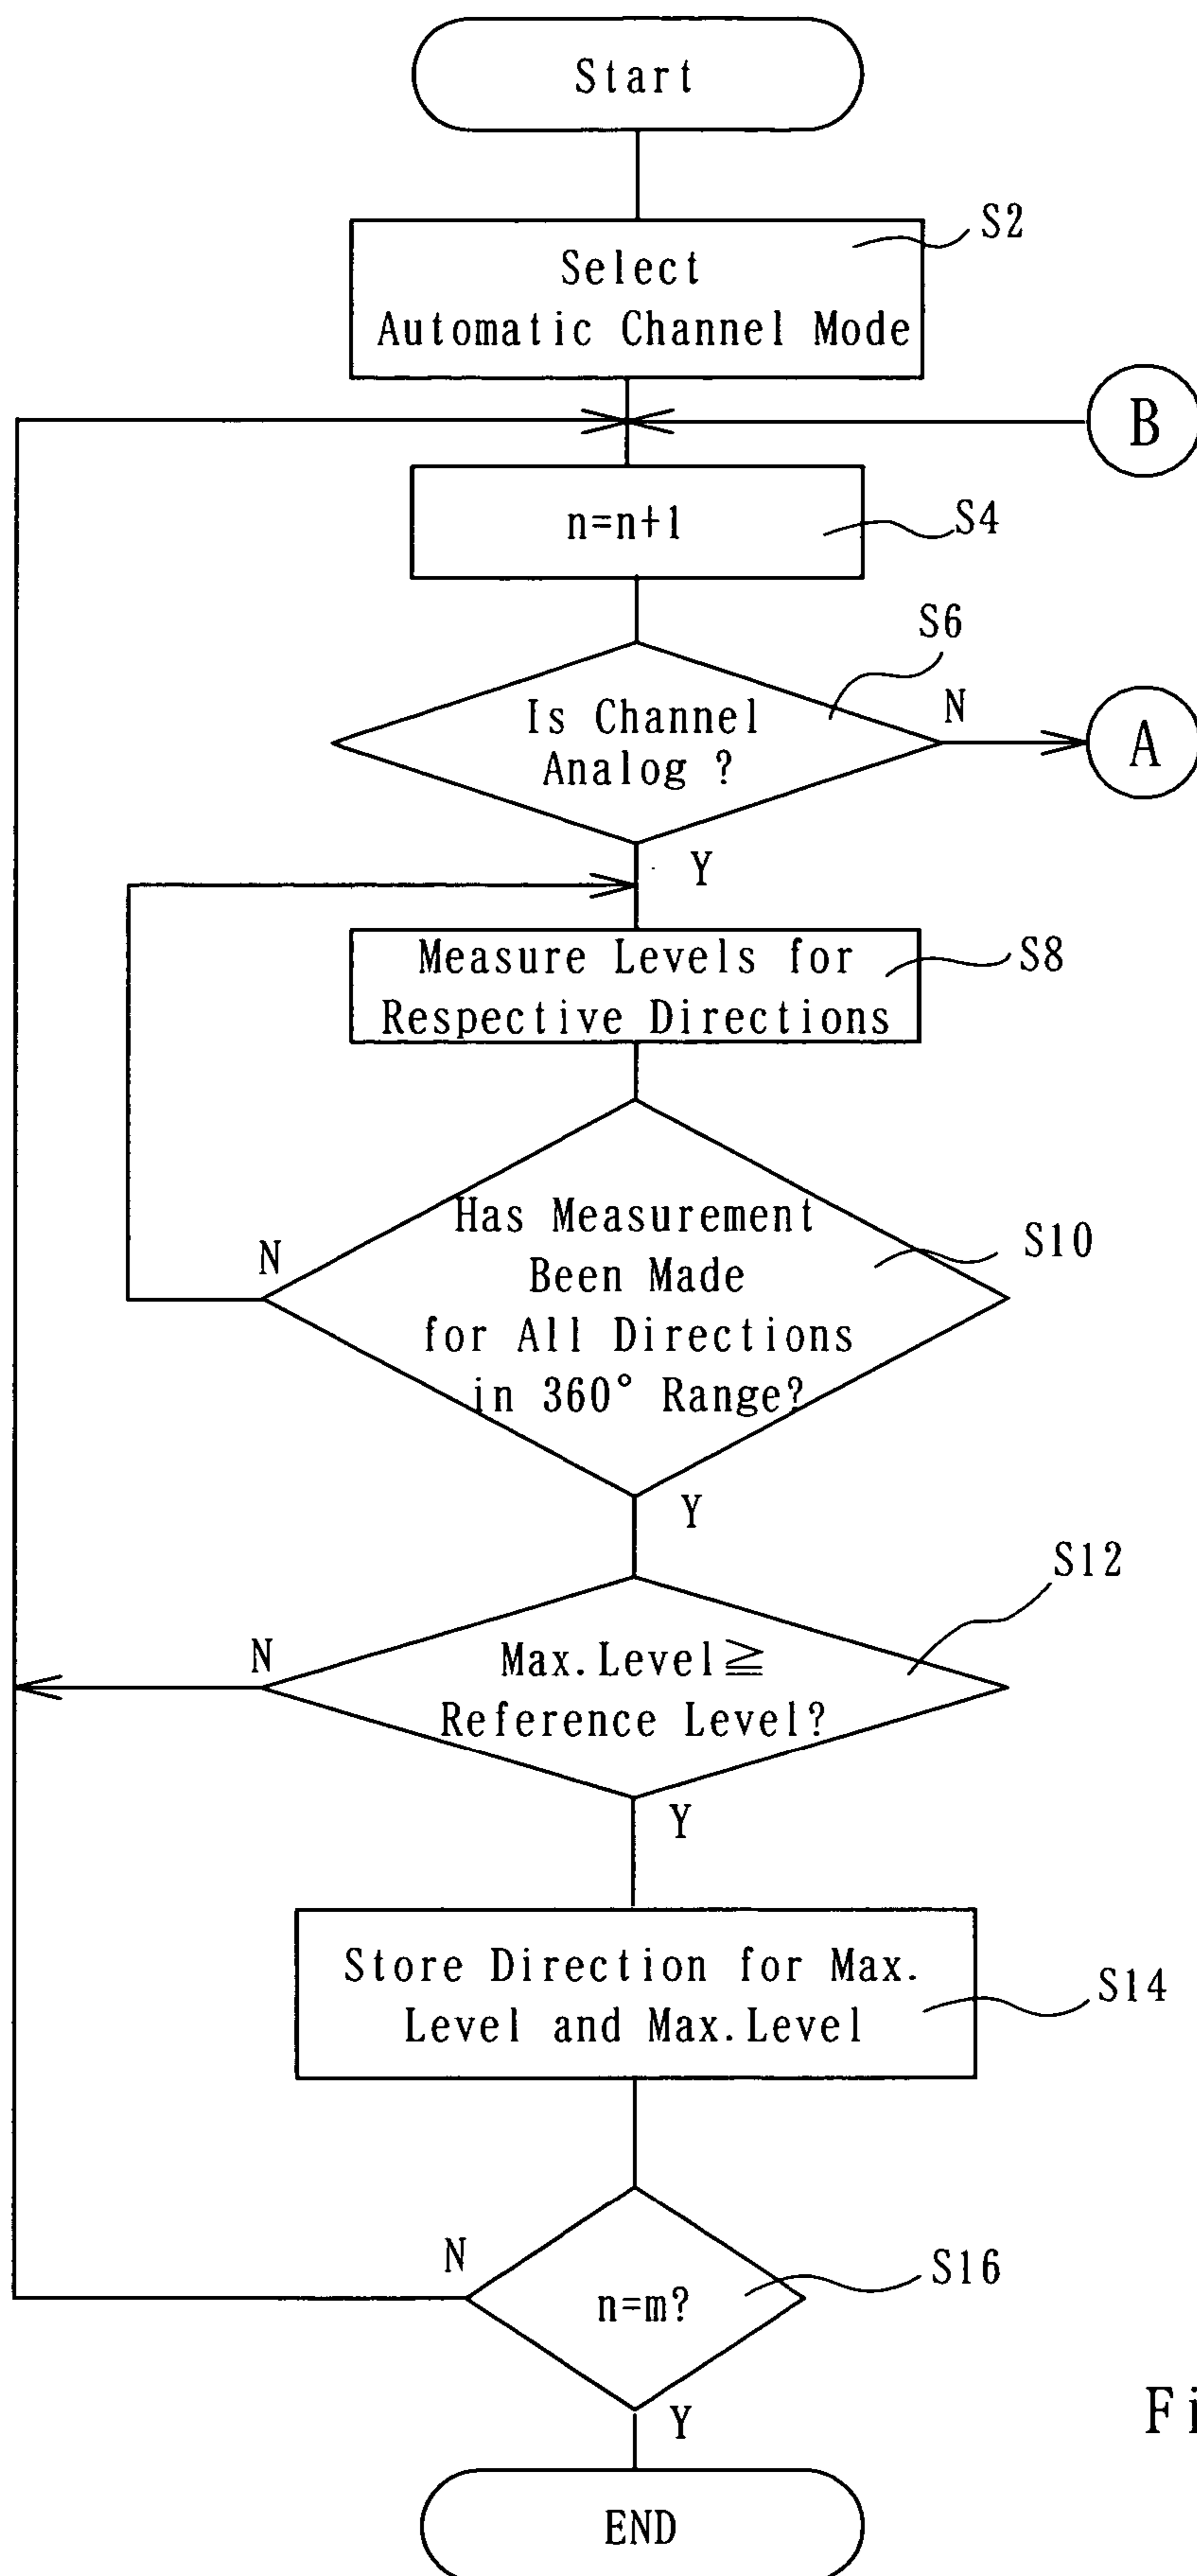 Start
S2
Select
Automatic Channel Mode
B
n=n+1
S4
S6
Is Channel
Analog ?
N
A
Y
Measure Levels for
Respective Directions
S8
Has Measurement
Been Made
for All Directions
in 360° Range?
N
S10
Y
S12
Max.Level≧
Reference Level?
N
Y
Store Direction for Max.
Level and Max.Level
S14
N
n=m?
S16
Y
Fi
END